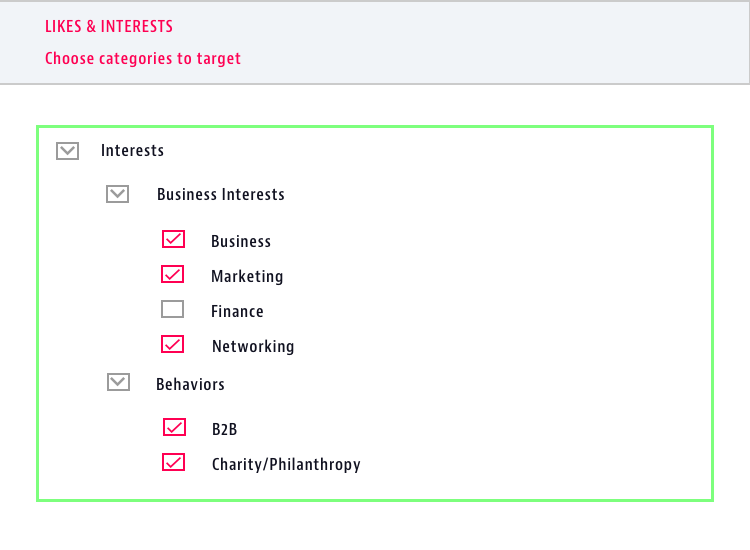 LIKES & INTERESTS
Choose categories to target
Interests
Business Interests
Business
Marketing
Finance
Networking
Behaviors
B2B
Charity/Philanthropy